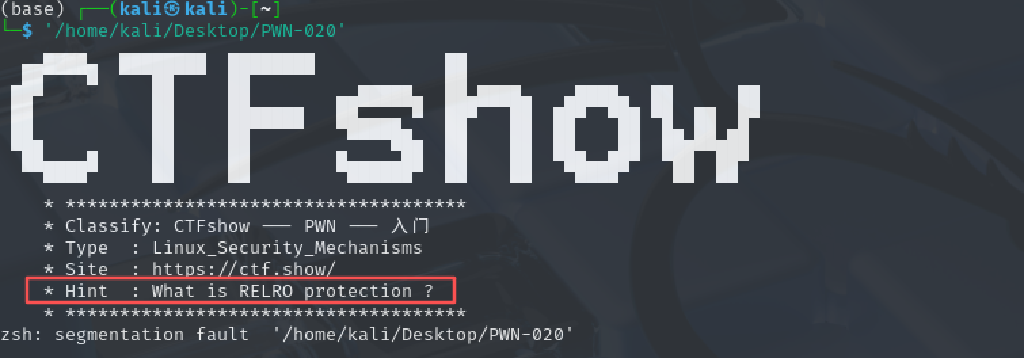 (base) ┌──(kali㉿kali)-[~]
└─$ '/home/kali/Desktop/PWN-020'
CTFshow
* *************************************
* Classify: CTFshow —— PWN —— 入门
* Type  : Linux_Security_Mechanisms
* Site  : https://ctf.show/
* Hint  : What is RELRO protection ?
* *************************************
zsh: segmentation fault  '/home/kali/Desktop/PWN-020'